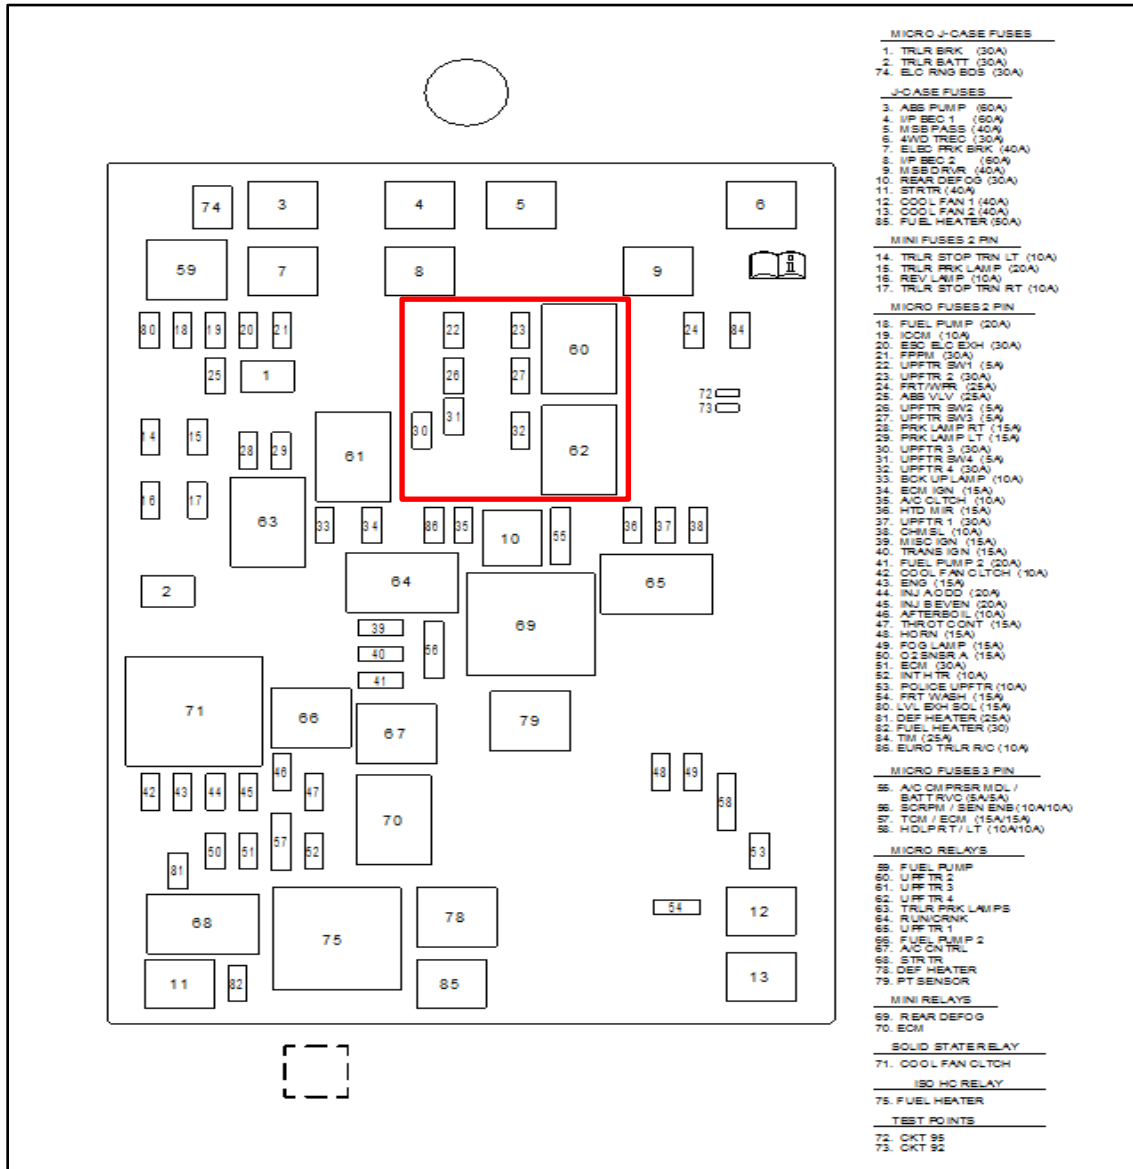 74
3
4
5
6
59
7
8
9
i
80
18
19
20
21
22
23
60
24
84
25
1
26
27
72
73
30
31
32
14
15
28
29
61
62
16
17
63
33
34
86
35
10
55
36
37
38
2
64
65
69
39
40
41
56
71
66
67
79
46
42
43
44
45
47
70
48
49
58
50
51
57
52
53
81
68
75
78
54
12
11
82
85
13
MICRO J-CASE FUSES
1. TRLR BRK (30A)
2. TRLR BATT (30A)
74. ELC RNG BDS (30A)
J-CASE FUSES
3. ABS PUMP (60A)
4. I/P BEC 1 (60A)
5. MSB PASS (40A)
6. 4WD TREC (30A)
7. ELEC PRK BRK (40A)
8. I/P BEC 2 (60A)
9. MSB DRVR (40A)
10. REAR DEFOG (30A)
11. STRTR (40A)
12. COOL FAN 1 (40A)
13. COOL FAN 2 (40A)
85. FUEL HEATER (50A)
MINI FUSES 2 PIN
14. TRLR STOP TRN LT (10A)
15. TRLR PRK LAMP (20A)
16. REV LAMP (10A)
17. TRLR STOP TRN RT (10A)
MICRO FUSES 2 PIN
18. FUEL PUMP (20A)
19. ICCM (10A)
20. ESC ELC EXH (30A)
21. FPPM (30A)
22. UPFTR SW1 (5A)
23. UPFTR 2 (30A)
24. FRT/WPR (25A)
25. ABS VLV (25A)
26. UPFTR SW2 (5A)
27. UPFTR SW3 (5A)
28. PRK LAMP RT (15A)
29. PRK LAMP LT (15A)
30. UPFTR 3 (30A)
31. UPFTR SW4 (5A)
32. UPFTR 4 (30A)
33. BCK UP LAMP (10A)
34. ECM IGN (15A)
35. A/C CLTCH (10A)
36. HTD MIR (15A)
37. UPFTR 1 (30A)
38. CHMSL (10A)
39. MISC IGN (15A)
40. TRANS IGN (15A)
41. FUEL PUMP 2 (20A)
42. COOL FAN CLTCH (10A)
43. ENG (15A)
44. INJ A ODD (20A)
45. INJ B EVEN (20A)
46. AFTERBOIL (10A)
47. THROT CONT (15A)
48. HORN (15A)
49. FOG LAMP (15A)
50. O2 SNSR A (15A)
51. ECM (30A)
52. INT HTR (10A)
53. POLICE UPFTR (10A)
54. FRT WASH (15A)
80. LVL EXH SOL (15A)
81. DEF HEATER (25A)
82. FUEL HEATER (30)
84. TIM (25A)
86. EURO TRLR R/C (10A)
MICRO FUSES 3 PIN
55. A/C CMPRSR MDL /
BATT RVC (5A/5A)
56. SCRPM / SEN ENB (10A/10A)
57. TCM / ECM (15A/15A)
58. HDLP RT / LT (10A/10A)
MICRO RELAYS
59. FUEL PUMP
60. UPFTR 2
61. UPFTR 3
62. UPFTR 4
63. TRLR PRK LAMPS
64. RUN/CRNK
65. UPFTR 1
66. FUEL PUMP 2
67. A/C CNTRL
68. STRTR
78. DEF HEATER
79. PT SENSOR
MINI RELAYS
69. REAR DEFOG
70. ECM
SOLID STATE RELAY
71. COOL FAN CLTCH
ISO HC RELAY
75. FUEL HEATER
TEST POINTS
72. CKT 95
73. CKT 92